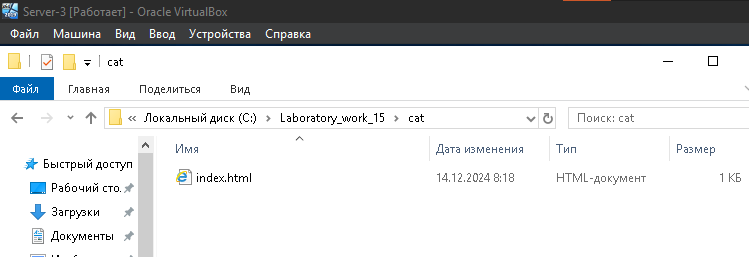 Server-3 [Работает] - Oracle VirtualBox
Файл Машина Вид Ввод Устройства Справка
cat
Файл Главная Поделиться Вид
« Локальный диск (C:) > Laboratory_work_15 > cat Поиск: cat
Имя Дата изменения Тип Размер
Быстрый доступ
index.html 14.12.2024 8:18 HTML-документ 1 КБ
Рабочий сто.
Загрузки
Документы